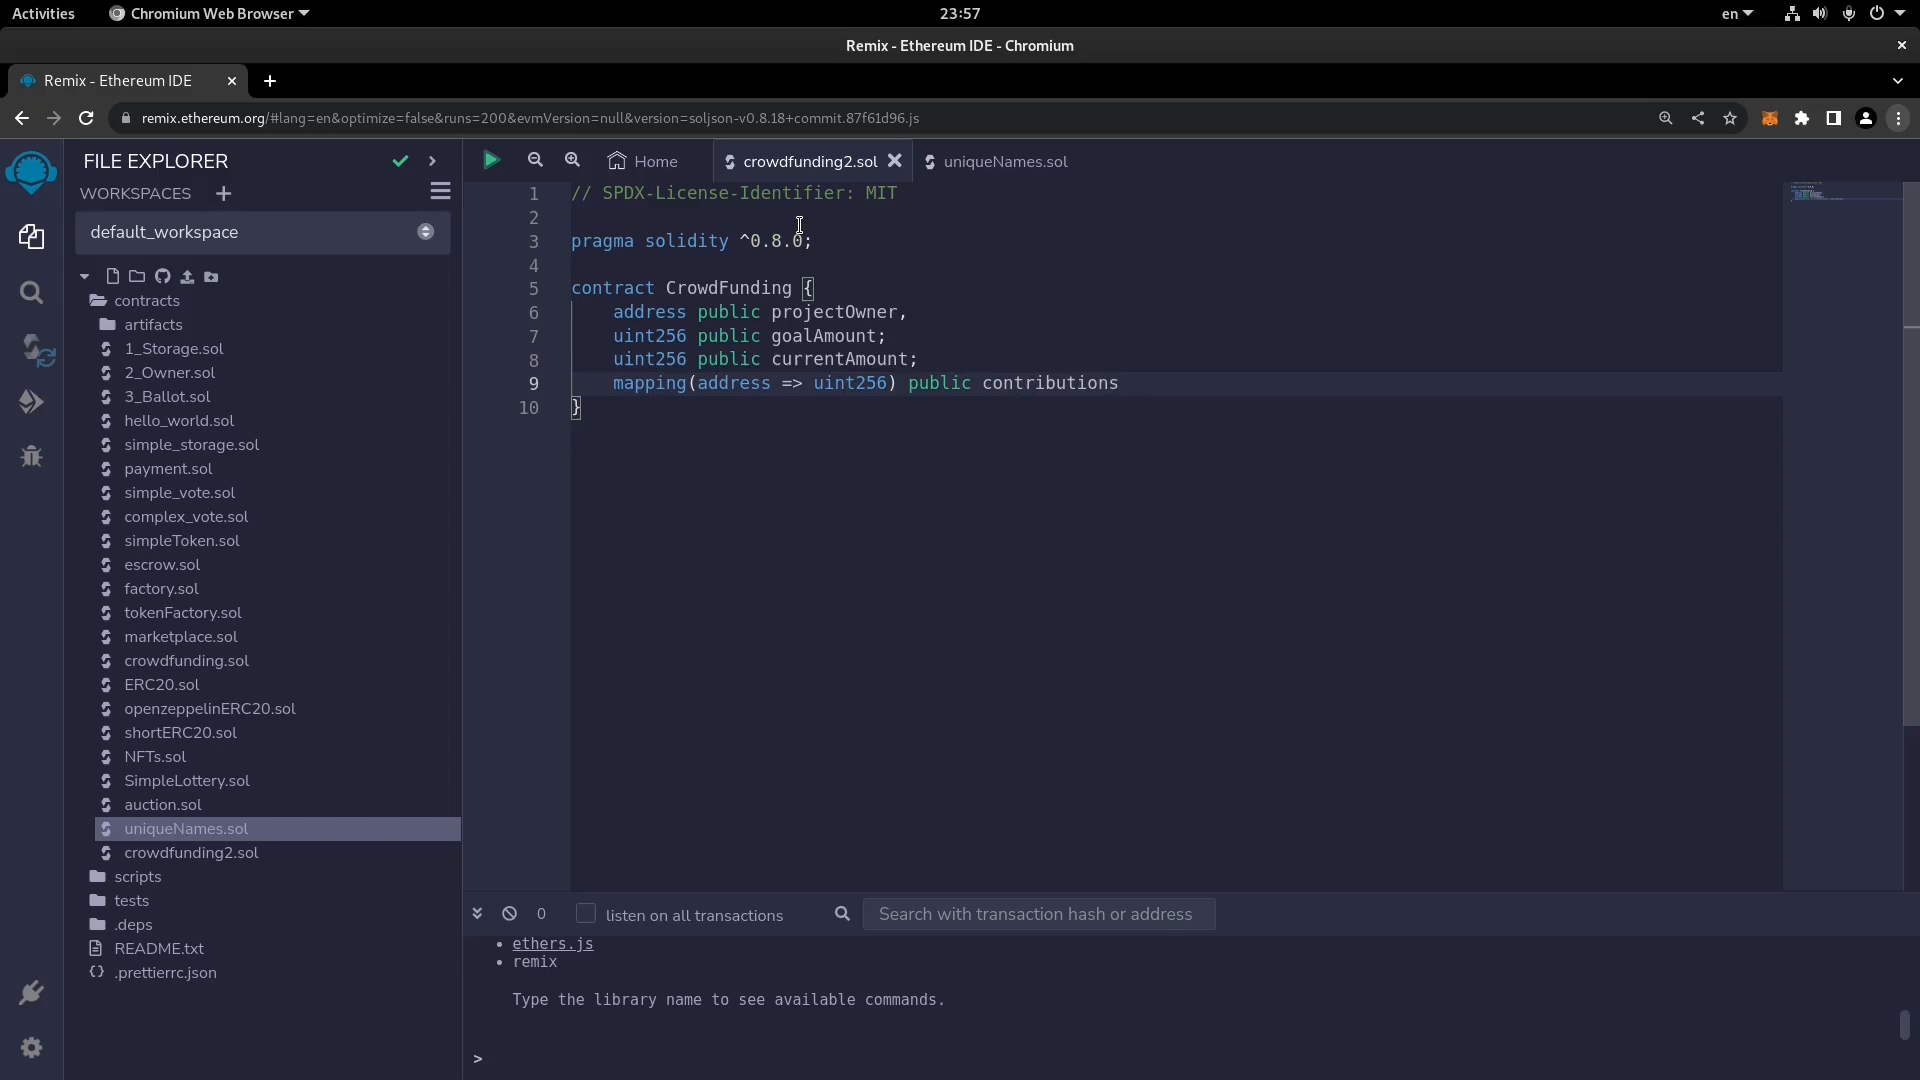 Activities Chromium Web Browser 23:57 en
Remix - Ethereum IDE - Chromium
Remix - Ethereum IDE
remix.ethereum.org/#lang=en&optimize=false&runs=200&evmVersion=null&version=soljson-v0.8.18+commit.87f61d96.js
FILE EXPLORER
WORKSPACES
default_workspace
contracts
artifacts
1_Storage.sol
2_Owner.sol
3_Ballot.sol
hello_world.sol
simple_storage.sol
payment.sol
simple_vote.sol
complex_vote.sol
simpleToken.sol
escrow.sol
factory.sol
tokenFactory.sol
marketplace.sol
crowdfunding.sol
ERC20.sol
openzeppelinERC20.sol
shortERC20.sol
NFTs.sol
SimpleLottery.sol
auction.sol
uniqueNames.sol
crowdfunding2.sol
scripts
tests
.deps
README.txt
.prettierrc.json
Home crowdfunding2.sol uniqueNames.sol
1 // SPDX-License-Identifier: MIT
2
3 pragma solidity ^0.8.0;
4
5 contract CrowdFunding {
6 address public projectOwner,
7 uint256 public goalAmount;
8 uint256 public currentAmount;
9 mapping(address => uint256) public contributions
10 }
0 listen on all transactions Search with transaction hash or address
• ethers.js
• remix
Type the library name to see available commands.
>